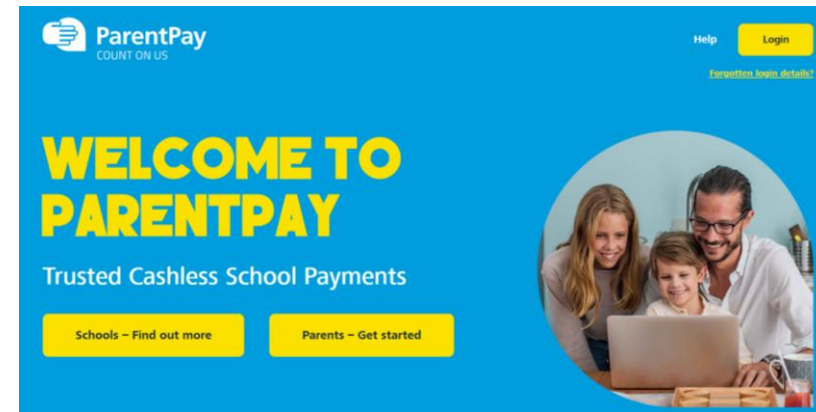 ParentPay
COUNT ON US
Help
Login
Forgotten login details?
WELCOME TO
PARENTPAY
Trusted Cashless School Payments
Schools – Find out more
Parents – Get started